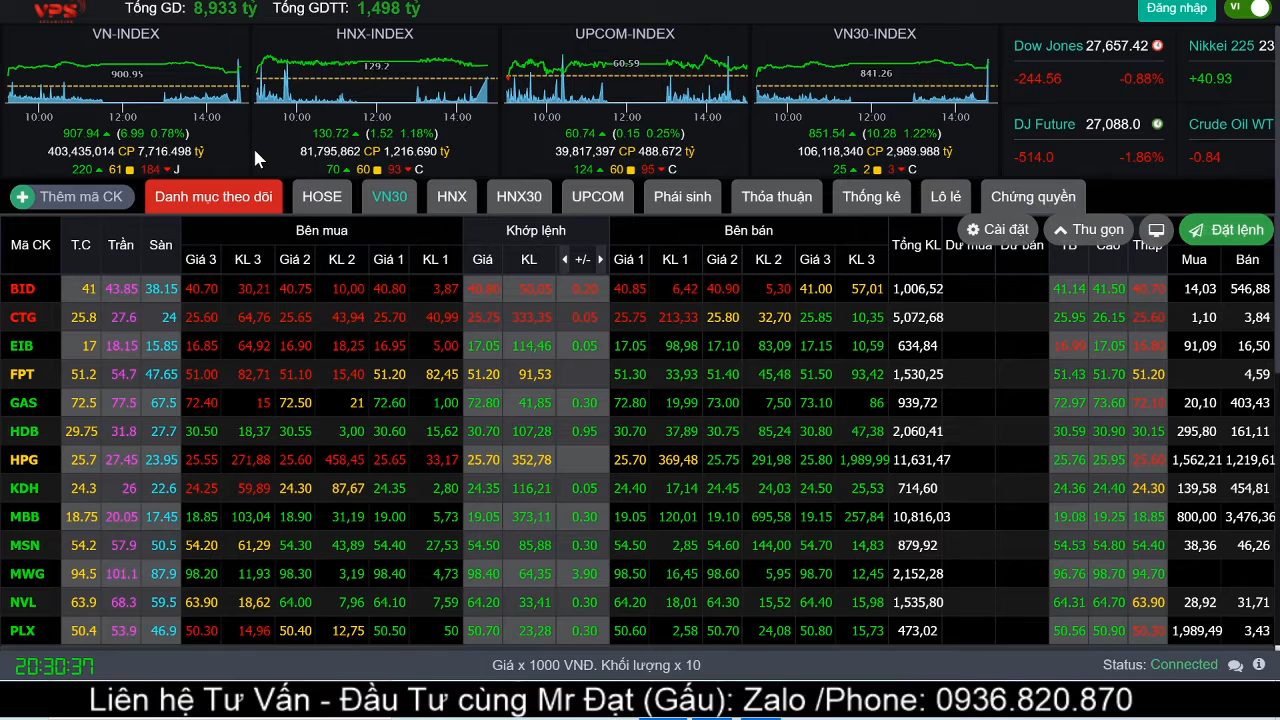 VPS Tổng GD: 8,933 tỷ Tổng GDTT: 1,498 tỷ Đăng nhập VI
VN-INDEX HNX-INDEX UPCOM-INDEX VN30-INDEX
Dow Jones 27,657.42 Nikkei 225 23
-244.56 -0.88% +40.93
900.95 129.2 60.59 841.26
10:00 12:00 14:00 10:00 12:00 14:00 10:00 12:00 14:00 10:00 12:00 14:00
DJ Future 27,088.0 Crude Oil WT
907.94 (6.99 0.78%) 130.72 (1.52 1.18%) 60.74 (0.15 0.25%) 851.54 (10.28 1.22%)
403,435,014 CP 7,716.498 tỷ 81,795,862 CP 1,216.690 tỷ 39,817,397 CP 488.672 tỷ 106,118,340 CP 2,989.988 tỷ
-514.0 -1.86% -0.84
220 61 184 J 70 60 93 C 124 60 95 C 25 2 3 C
Thêm mã CK Danh mục theo dõi HOSE VN30 HNX HNX30 UPCOM Phái sinh Thỏa thuận Thống kê Lô lẻ Chứng quyền
Cài đặt Thu gọn Đặt lệnh
Mã CK T.C Trần Sàn Bên mua Khớp lệnh Bên bán Tổng KL Dư mua Dư bán TB Cao Thấp
Giá 3 KL 3 Giá 2 KL 2 Giá 1 KL 1 Giá KL +/- Giá 1 KL 1 Giá 2 KL 2 Giá 3 KL 3 Mua Bán
BID 41 43.85 38.15 40.70 30,21 40.75 10,00 40.80 3,87 40.80 50,05 0.20 40.85 6,42 40.90 5,30 41.00 57,01 1,006,52 41.14 41.50 40.70 14,03 546,88
CTG 25.8 27.6 24 25.60 64,76 25.65 43,94 25.70 40,99 25.75 333,35 0.05 25.75 213,33 25.80 32,70 25.85 10,35 5,072,68 25.95 26.15 25.60 1,10 3,84
EIB 17 18.15 15.85 16.85 64,92 16.90 18,25 16.95 5,00 17.05 114,46 0.05 17.05 98,98 17.10 83,09 17.15 10,59 634,84 16.99 17.05 16.80 91,09 16,50
FPT 51.2 54.7 47.65 51.00 82,71 51.10 15,40 51.20 82,45 51.20 91,53 51.30 33,93 51.40 45,48 51.50 93,42 1,530,25 51.43 51.70 51.20 4,59
GAS 72.5 77.5 67.5 72.40 15 72.50 21 72.60 1,00 72.80 41,85 0.30 72.80 19,99 73.00 7,50 73.10 86 939,72 72.97 73.60 72.10 20,10 403,43
HDB 29.75 31.8 27.7 30.50 18,37 30.55 3,00 30.60 15,62 30.70 107,28 0.95 30.70 37,89 30.75 85,24 30.80 47,38 2,060,41 30.59 30.90 30.15 295,80 161,11
HPG 25.7 27.45 23.95 25.55 271,88 25.60 458,45 25.65 33,17 25.70 352,78 25.70 369,48 25.75 291,98 25.80 1,989,99 11,631,47 25.76 25.95 25.60 1,562,21 1,219,61
KDH 24.3 26 22.6 24.25 59,89 24.30 87,67 24.35 2,80 24.35 116,21 0.05 24.40 17,14 24.45 24,03 24.50 25,53 714,60 24.36 24.40 24.30 139,58 454,81
MBB 18.75 20.05 17.45 18.85 103,04 18.90 31,19 19.00 5,73 19.05 373,11 0.30 19.05 120,01 19.10 695,58 19.15 257,84 10,816,03 19.08 19.25 18.85 800,00 3,476,36
MSN 54.2 57.9 50.5 54.20 61,29 54.30 43,89 54.40 27,53 54.50 85,88 0.30 54.50 2,85 54.60 144,00 54.70 14,83 879,92 54.53 54.80 54.40 38,36 46,26
MWG 94.5 101.1 87.9 98.20 11,93 98.30 3,19 98.40 4,73 98.40 64,35 3.90 98.50 16,45 98.60 5,95 98.70 12,45 2,152,28 96.76 98.70 94.70
NVL 63.9 68.3 59.5 63.90 18,62 64.00 7,96 64.10 7,59 64.20 33,41 0.30 64.20 18,01 64.30 15,52 64.40 15,98 1,535,80 64.31 64.70 63.90 28,92 31,71
PLX 50.4 53.9 46.9 50.30 14,96 50.40 12,75 50.50 50 50.70 23,28 0.30 50.60 2,58 50.70 24,08 50.80 15,73 473,02 50.56 50.90 50.30 1,989,49 3,43
20:30:37 Giá x 1000 VNĐ. Khối lượng x 10 Status: Connected
Liên hệ Tư Vấn - Đầu Tư cùng Mr Đạt (Gấu): Zalo /Phone: 0936.820.870